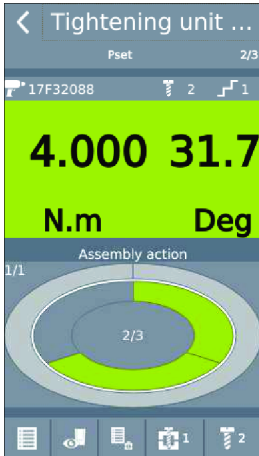 Tightening unit ...
Pset 2/3
17F32088 2 1
4.000 31.7
N.m Deg
Assembly action
1/1
2/3
1 2